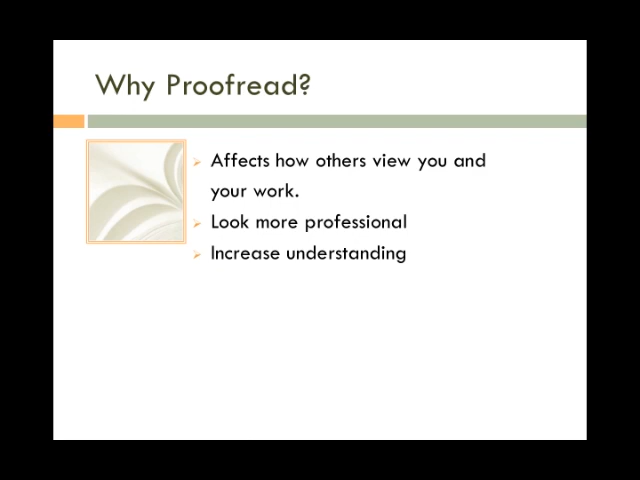 Why Proofread?
Affects how others view you and
your work.
Look more professional
Increase understanding